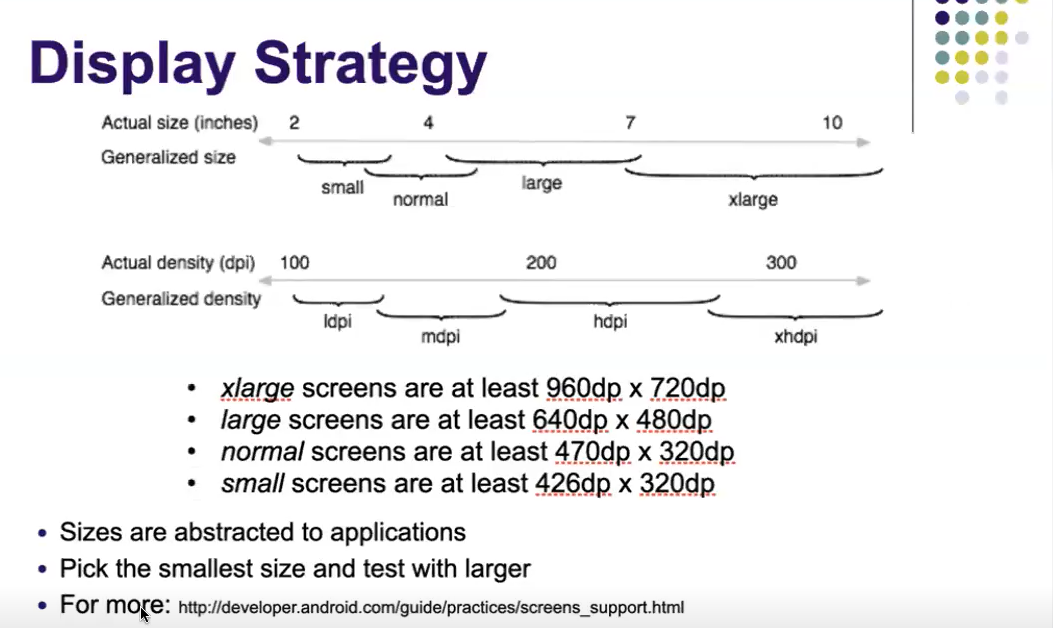 Display Strategy
Actual size (inches) 2 4 7 10
Generalized size
small normal large xlarge
Actual density (dpi) 100 200 300
Generalized density
ldpi mdpi hdpi xhdpi
• xlarge screens are at least 960dp x 720dp
• large screens are at least 640dp x 480dp
• normal screens are at least 470dp x 320dp
• small screens are at least 426dp x 320dp
• Sizes are abstracted to applications
• Pick the smallest size and test with larger
• For more: http://developer.android.com/guide/practices/screens_support.html